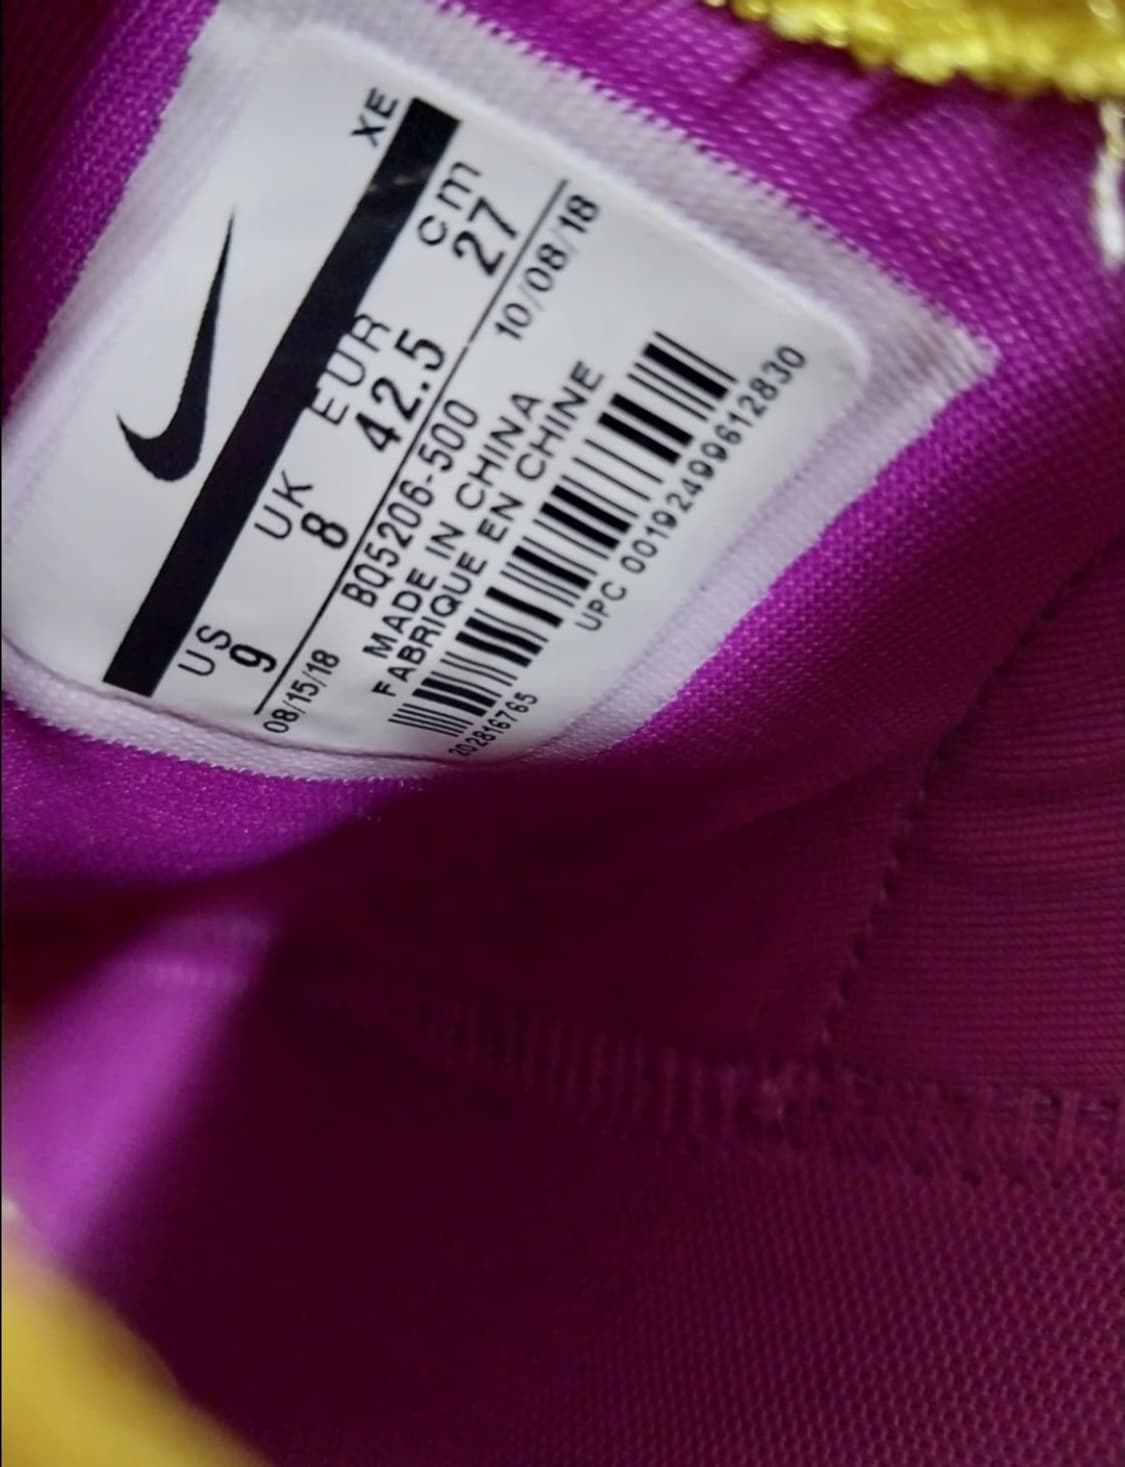 XE
US UK EUR cm
9 8 42.5 27
08/15/18 BQ5206-500 10/08/18
MADE IN CHINA
FABRIQUE EN CHINE
UPC 00192499612830
202816765